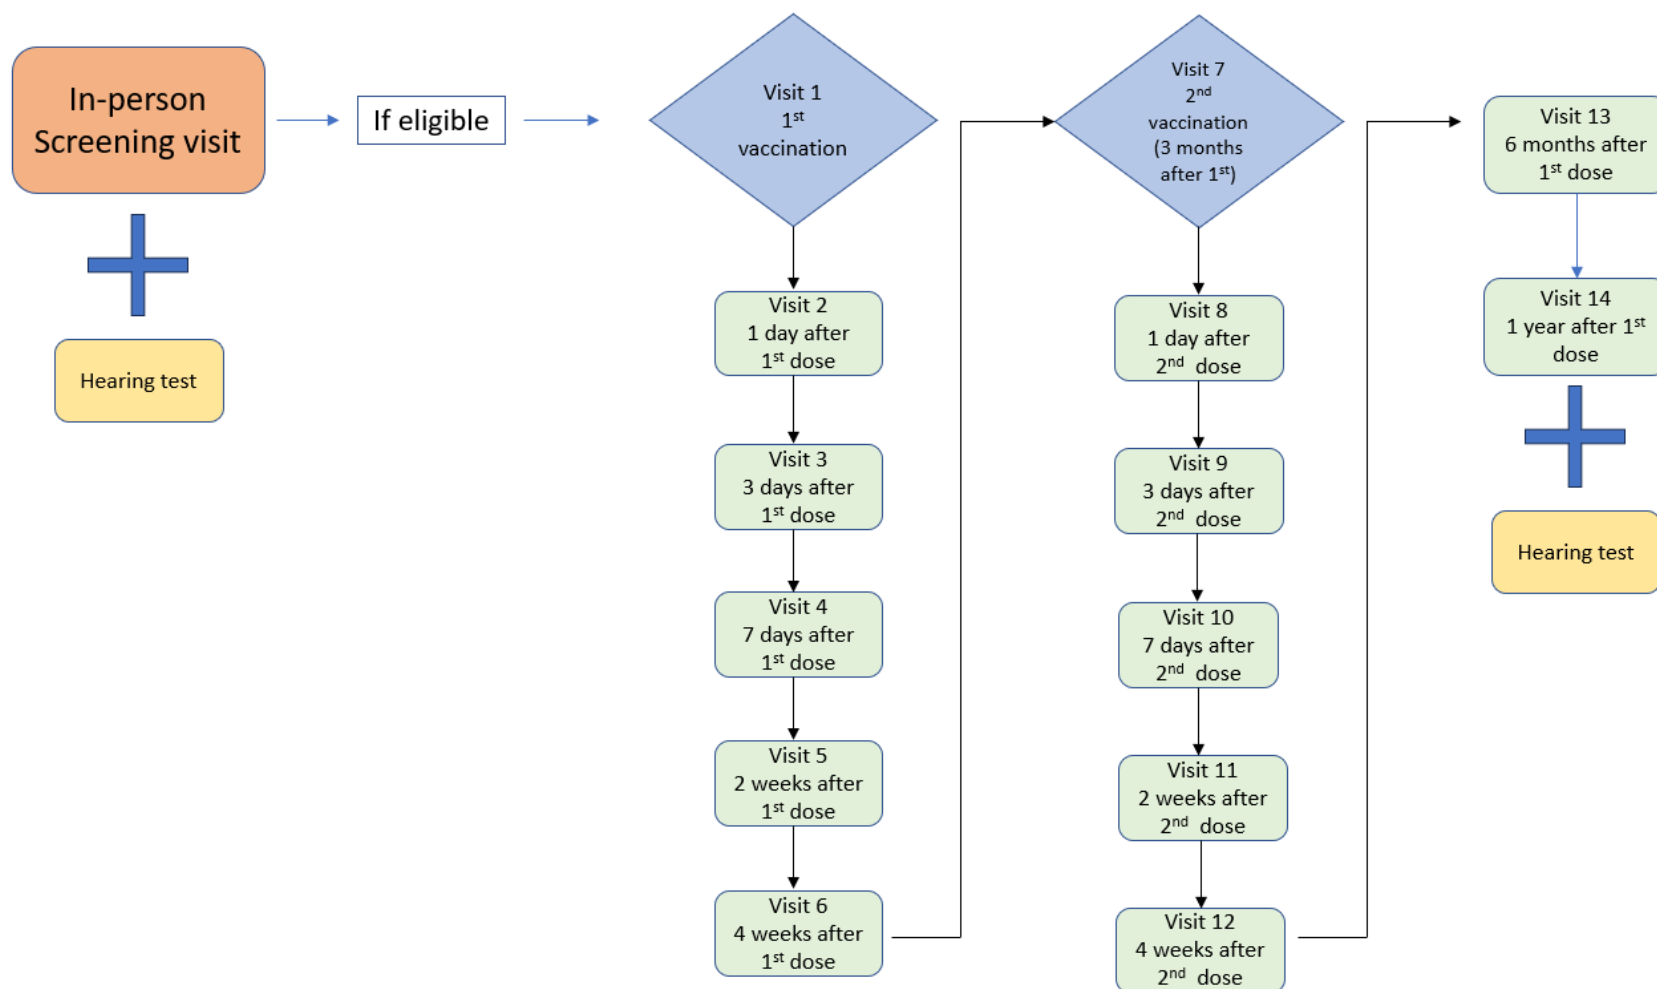 In-person
Screening visit
Hearing test
If eligible
Visit 1
1st
vaccination
Visit 2
1 day after
1st dose
Visit 3
3 days after
1st dose
Visit 4
7 days after
1st dose
Visit 5
2 weeks after
1st dose
Visit 6
4 weeks after
1st dose
Visit 7
2nd
vaccination
(3 months
after 1st)
Visit 8
1 day after
2nd dose
Visit 9
3 days after
2nd dose
Visit 10
7 days after
2nd dose
Visit 11
2 weeks after
2nd dose
Visit 12
4 weeks after
2nd dose
Visit 13
6 months after
1st dose
Visit 14
1 year after 1st
dose
Hearing test